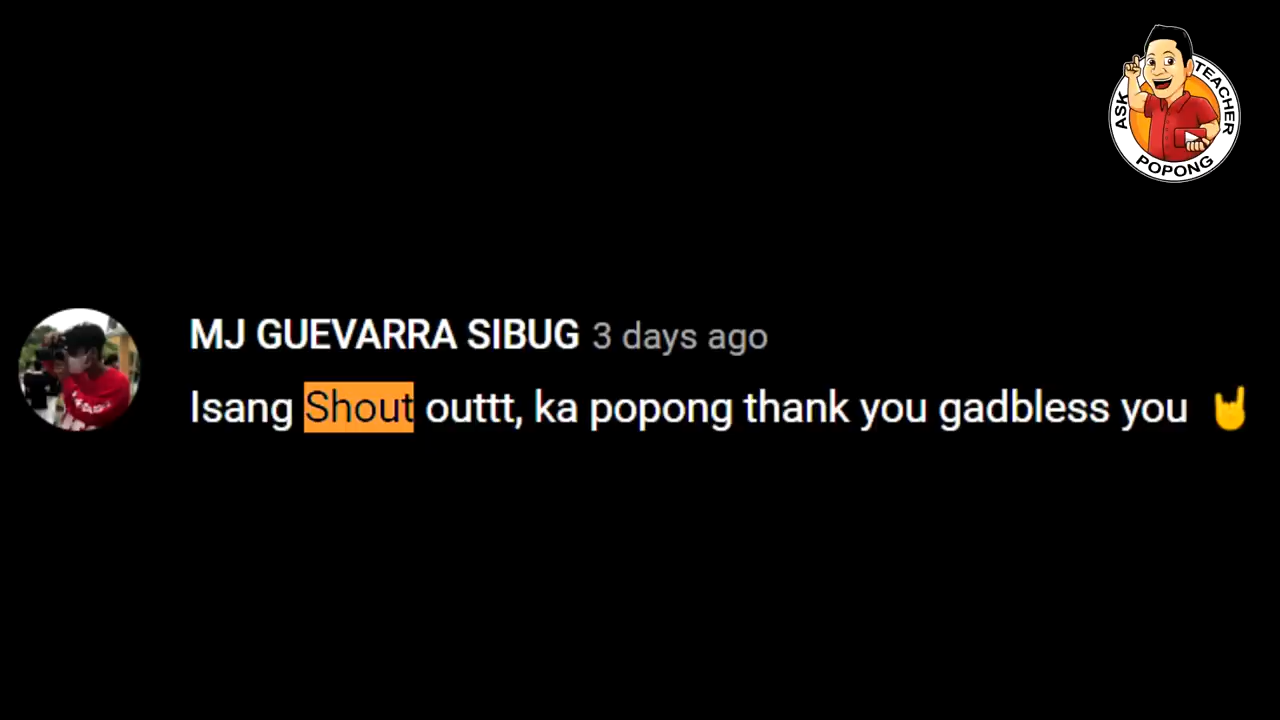 ASK TEACHER
POPONG
MJ GUEVARRA SIBUG 3 days ago
Isang Shout outtt, ka popong thank you gadbless you 🤘